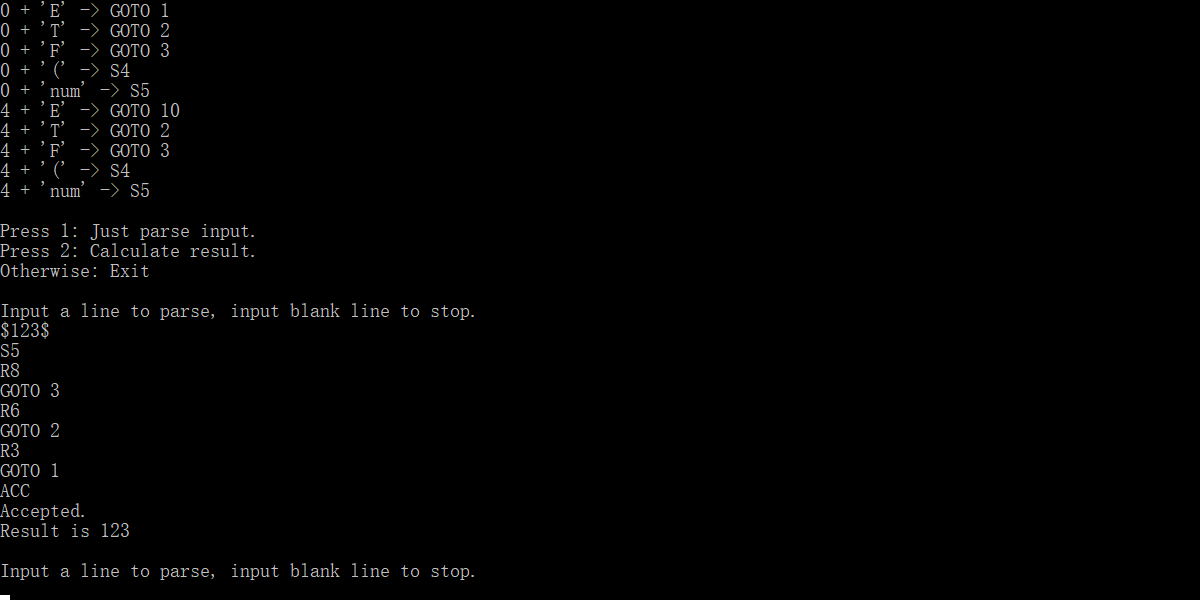 0 + 'E' -> GOTO 1
0 + 'T' -> GOTO 2
0 + 'F' -> GOTO 3
0 + '(' -> S4
0 + 'num' -> S5
4 + 'E' -> GOTO 10
4 + 'T' -> GOTO 2
4 + 'F' -> GOTO 3
4 + '(' -> S4
4 + 'num' -> S5
Press 1: Just parse input.
Press 2: Calculate result.
Otherwise: Exit
Input a line to parse, input blank line to stop.
$123$
S5
R8
GOTO 3
R6
GOTO 2
R3
GOTO 1
ACC
Accepted.
Result is 123
Input a line to parse, input blank line to stop.